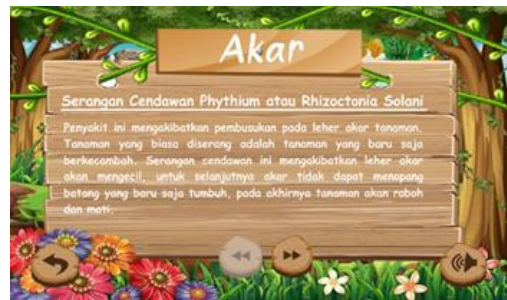 Akar
Serangan Cendawan Phythium atau Rhizoctonia Solani
Penyakit ini mengakibatkan pembusukan pada leher akar tanaman.
Tanaman yang biasa diserang adalah tanaman yang baru saja
berkecambah. Serangan cendawan ini mengakibatkan leher akar
akan mengecil, untuk selanjutnya akar tidak dapat menopang
batang yang baru saja tumbuh, pada akhirnya tanaman akan roboh
dan mati.